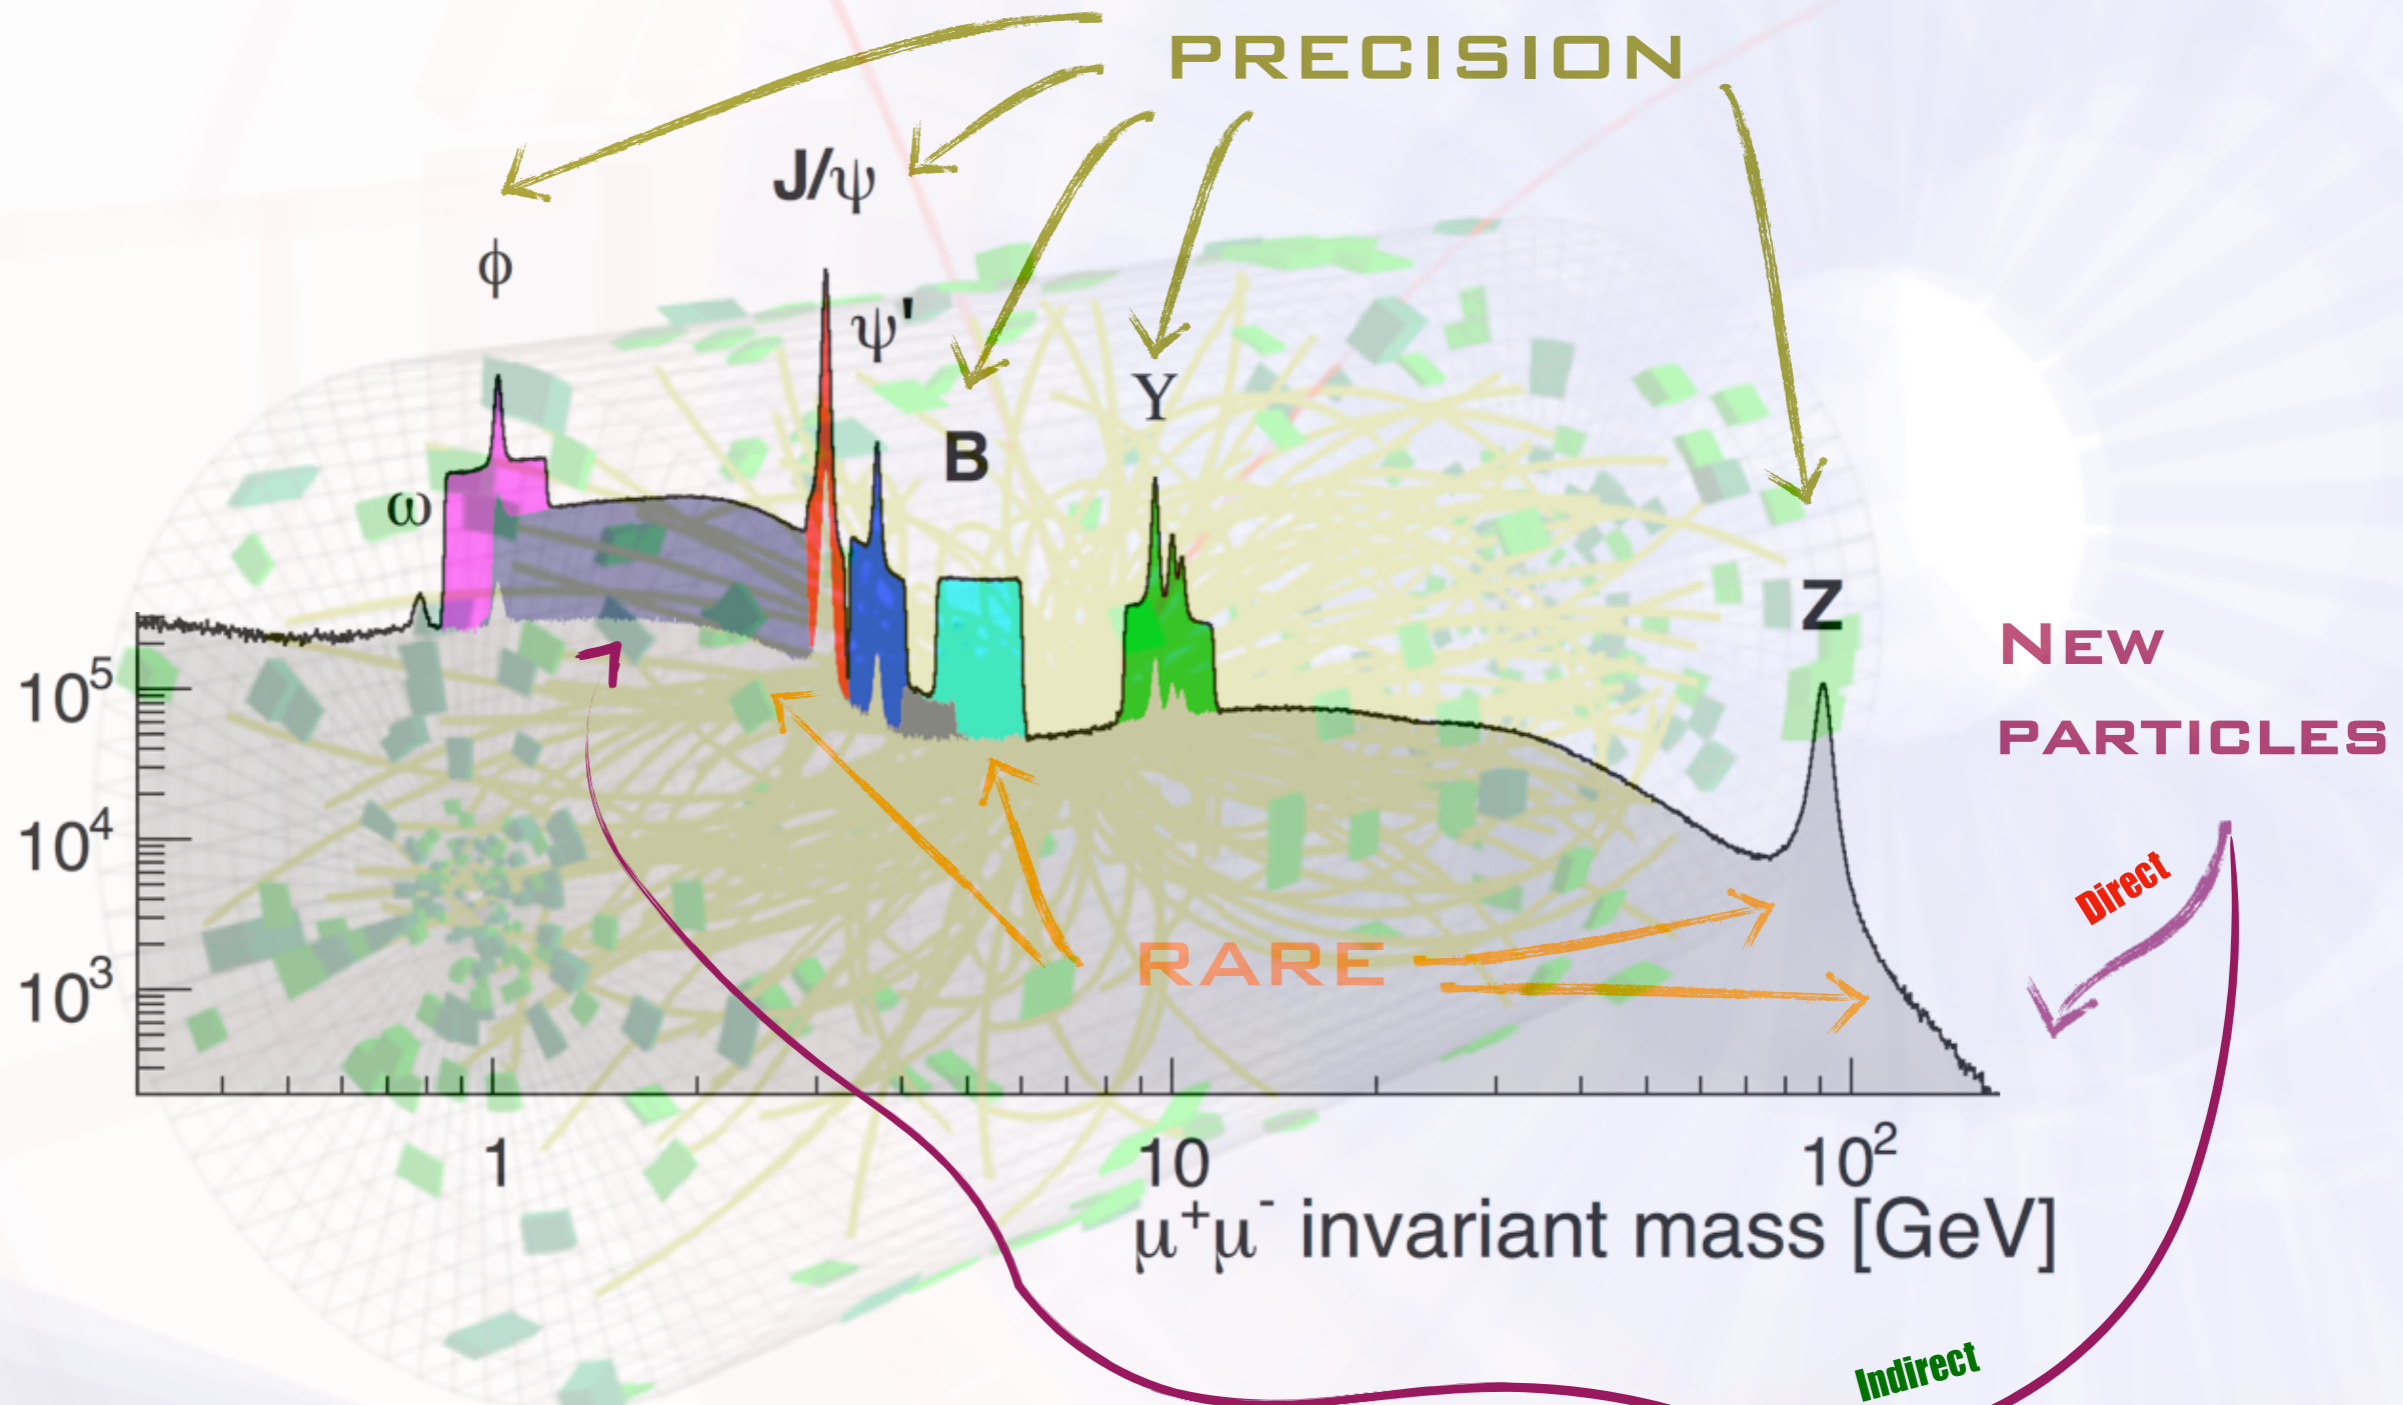 PRECISION
J/ψ
ϕ
ψ'
Υ
B
ω
Z
NEW
PARTICLES
10⁵
10⁴
10³
Direct
RARE
1
10
10²
μ⁺μ⁻ invariant mass [GeV]
Indirect